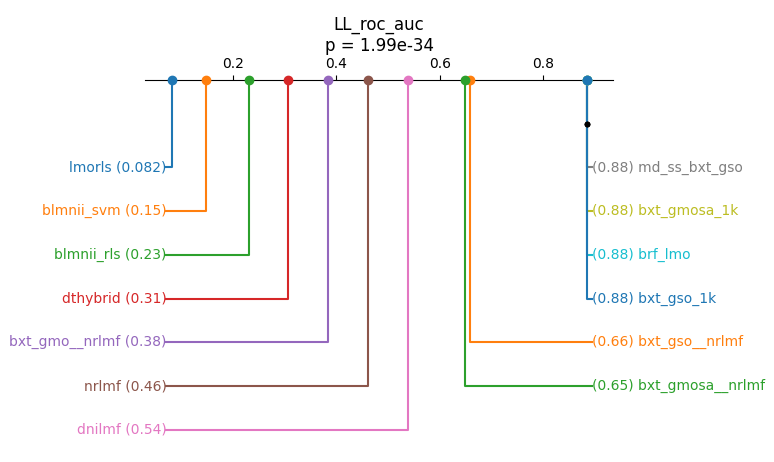 LL_roc_auc
p = 1.99e-34
0.2 0.4 0.6 0.8
lmorls (0.082)
(0.88) md_ss_bxt_gso
blmnii_svm (0.15)
(0.88) bxt_gmosa_1k
blmnii_rls (0.23)
(0.88) brf_lmo
dthybrid (0.31)
(0.88) bxt_gso_1k
bxt_gmo__nrlmf (0.38)
(0.66) bxt_gso__nrlmf
nrlmf (0.46)
(0.65) bxt_gmosa__nrlmf
dnilmf (0.54)